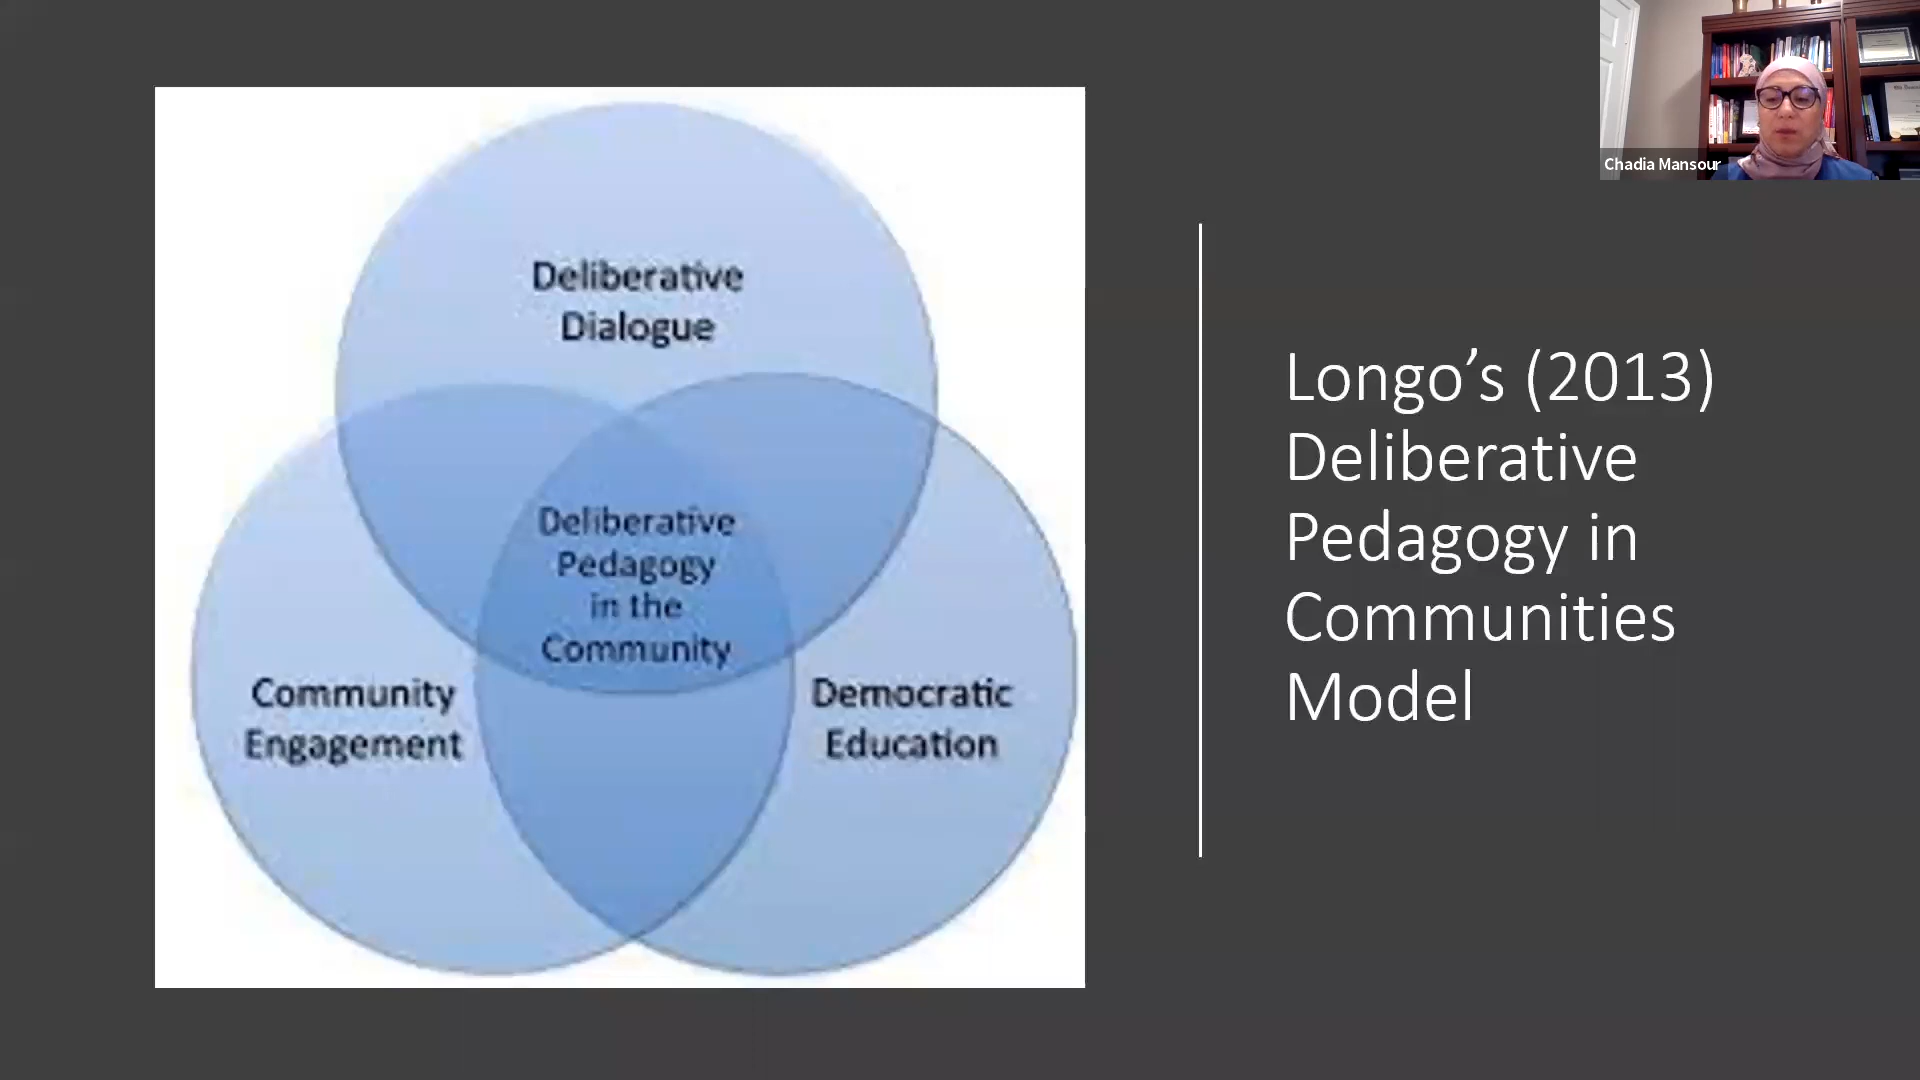 Deliberative
Dialogue
Deliberative
Pedagogy
in the
Community
Community
Engagement
Democratic
Education
Longo’s (2013)
Deliberative
Pedagogy in
Communities
Model
Chadia Mansour